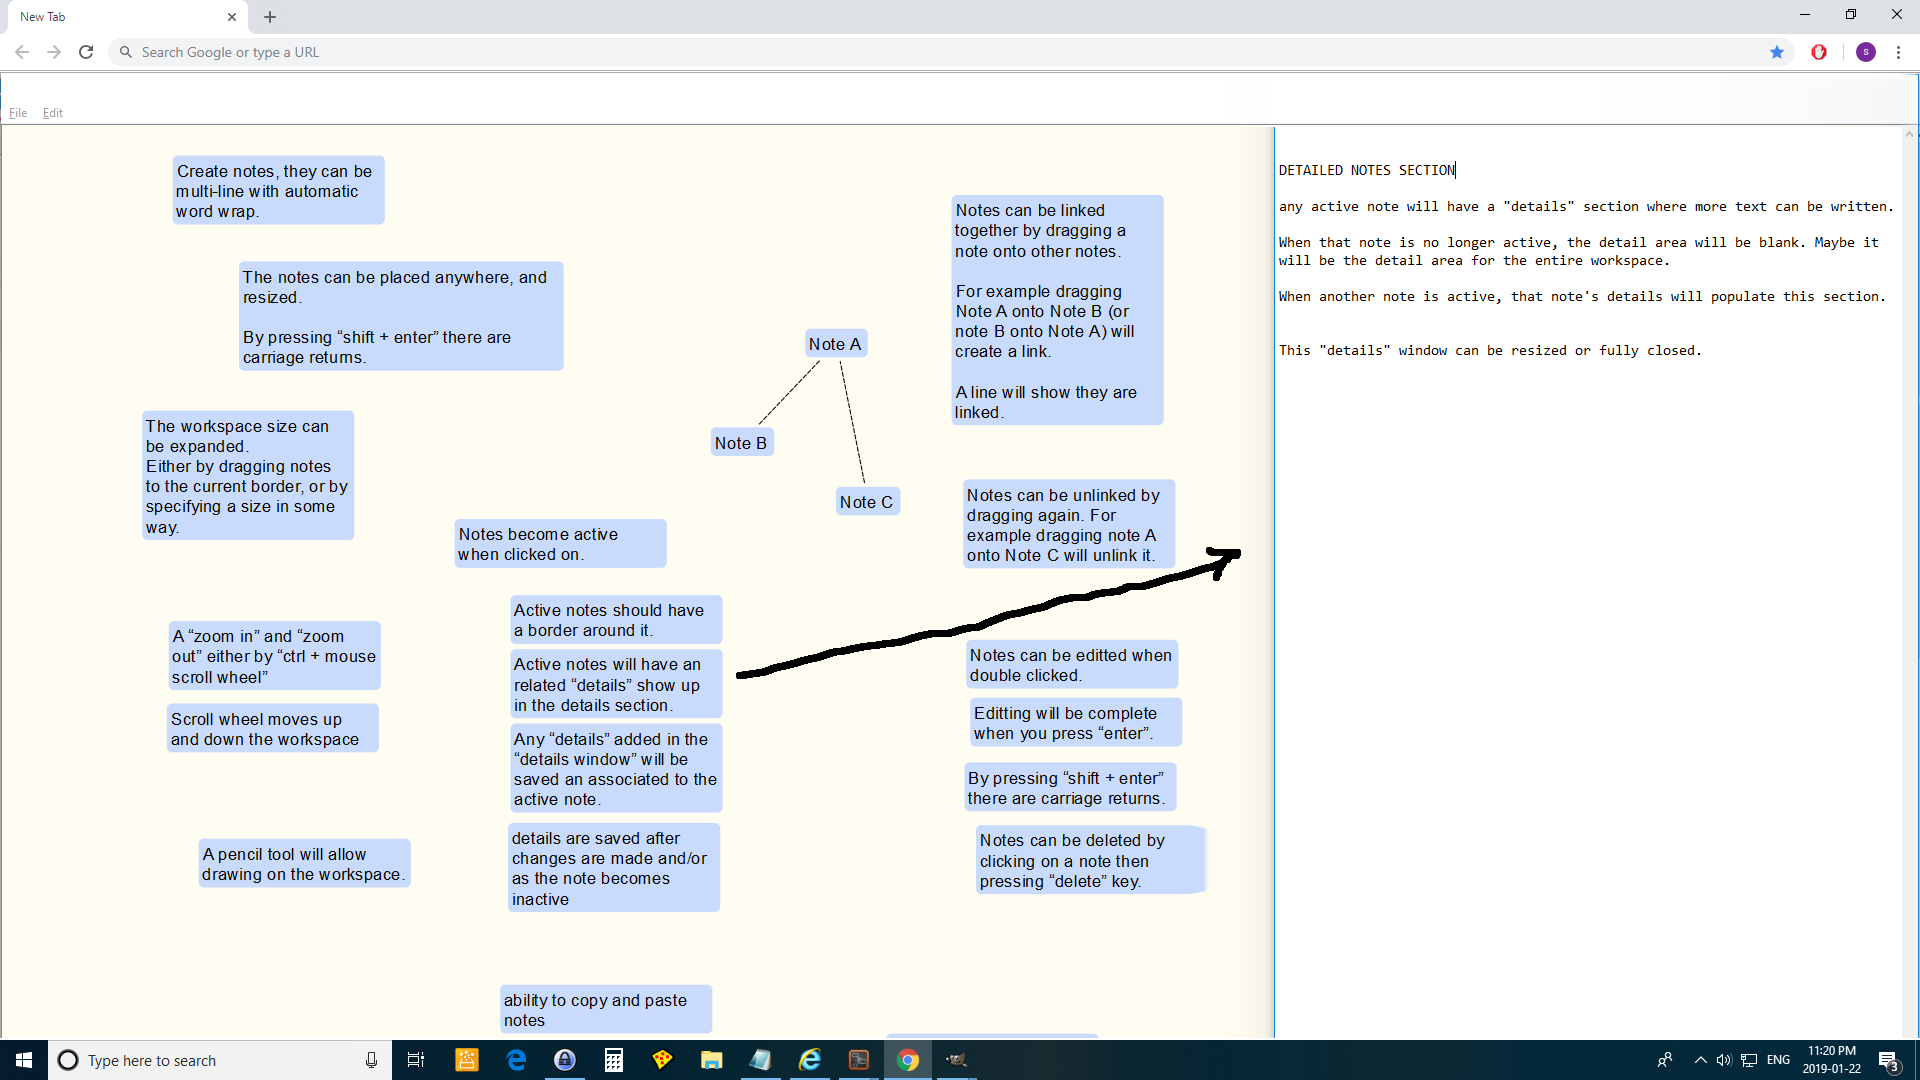 New Tab
Search Google or type a URL
S
File Edit
Create notes, they can be
multi-line with automatic
word wrap.
The notes can be placed anywhere, and
resized.
By pressing “shift + enter” there are
carriage returns.
The workspace size can
be expanded.
Either by dragging notes
to the current border, or by
specifying a size in some
way.
Notes become active
when clicked on.
Note A
Note B
Note C
Notes can be linked
together by dragging a
note onto other notes.
For example dragging
Note A onto Note B (or
note B onto Note A) will
create a link.
A line will show they are
linked.
Notes can be unlinked by
dragging again. For
example dragging note A
onto Note C will unlink it.
A “zoom in” and “zoom
out” either by “ctrl + mouse
scroll wheel”
Scroll wheel moves up
and down the workspace
A pencil tool will allow
drawing on the workspace.
Active notes should have
a border around it.
Active notes will have an
related “details” show up
in the details section.
Any “details” added in the
“details window” will be
saved an associated to the
active note.
details are saved after
changes are made and/or
as the note becomes
inactive
ability to copy and paste
notes
Notes can be editted when
double clicked.
Editting will be complete
when you press “enter”.
By pressing “shift + enter”
there are carriage returns.
Notes can be deleted by
clicking on a note then
pressing “delete” key.
DETAILED NOTES SECTION
any active note will have a "details" section where more text can be written.
When that note is no longer active, the detail area will be blank. Maybe it
will be the detail area for the entire workspace.
When another note is active, that note's details will populate this section.
This "details" window can be resized or fully closed.
Type here to search
ENG
11:20 PM
2019-01-22
3